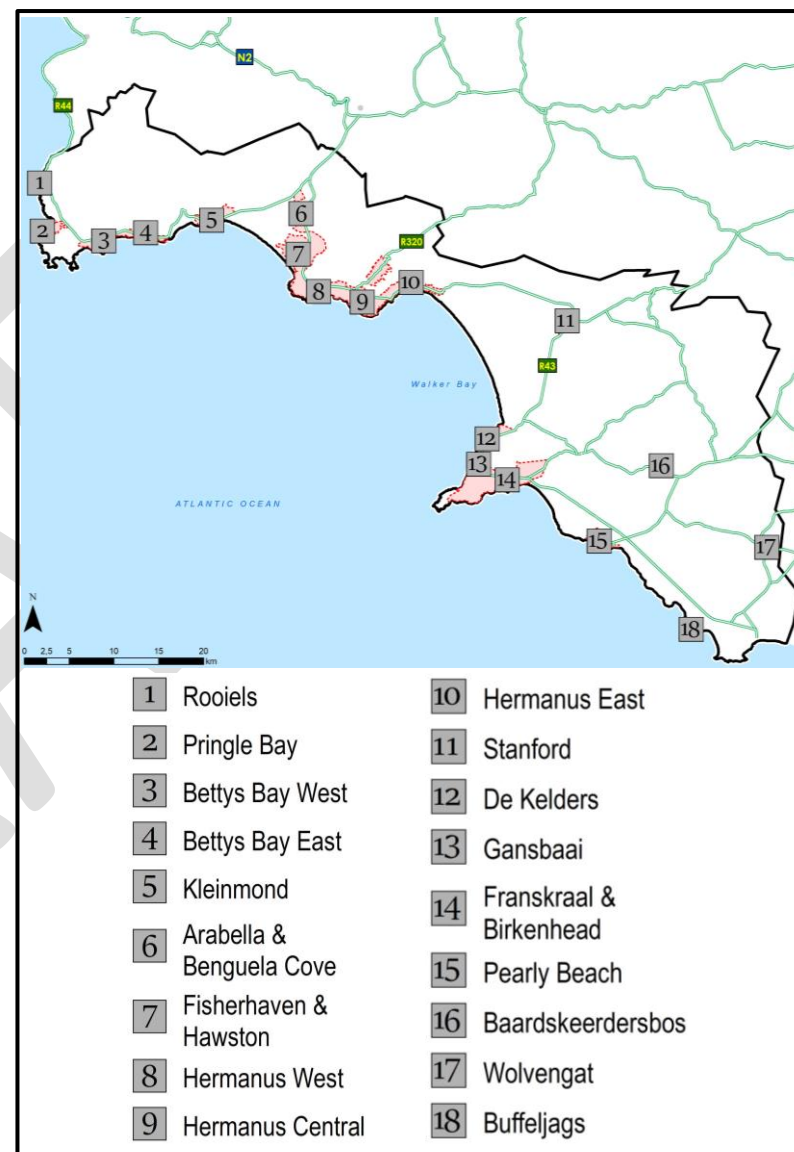 N2
R44
1
2
3
4
5
6
7
R320
8
9
10
11
Walker Bay
R43
12
13
14
16
ATLANTIC OCEAN
15
17
18
N
0 2.5 5 10 15 20
km
1 Rooiels
2 Pringle Bay
3 Bettys Bay West
4 Bettys Bay East
5 Kleinmond
6 Arabella &
Benguela Cove
7 Fisherhaven &
Hawston
8 Hermanus West
9 Hermanus Central
10 Hermanus East
11 Stanford
12 De Kelders
13 Gansbaai
14 Franskraal &
Birkenhead
15 Pearly Beach
16 Baardskeerdersbos
17 Wolvengat
18 Buffeljags